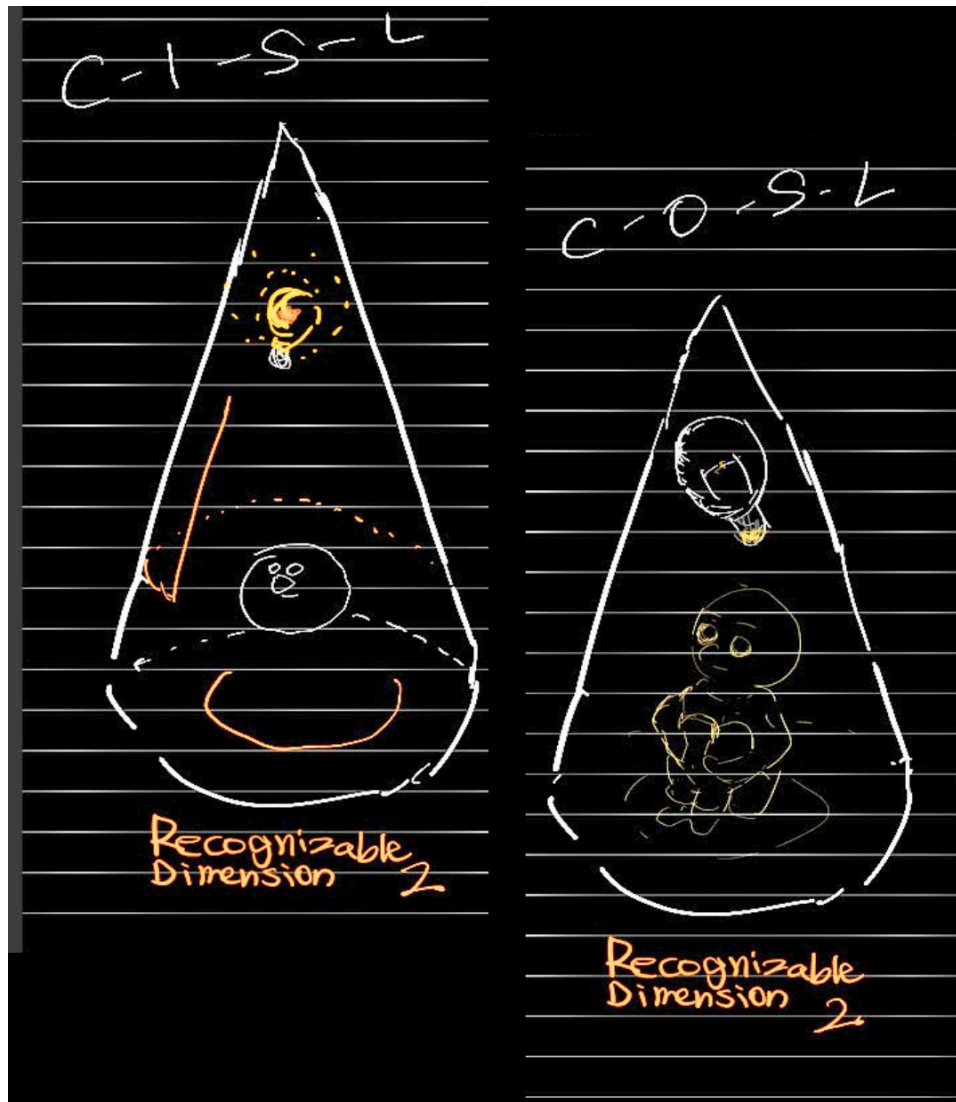 C-I-S-L
Recognizable
Dimension 2
C-O-S-L
Recognizable
Dimension 2.